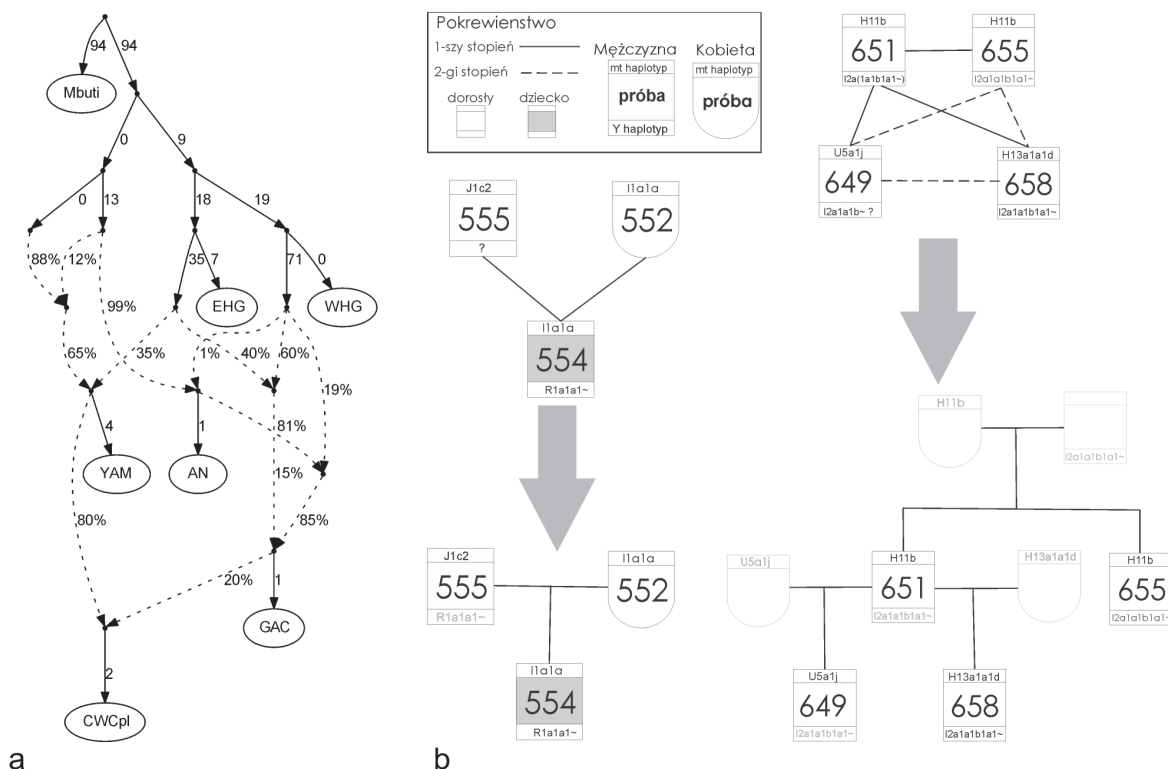 94
94
Mbuti
0
9
0
13
18
19
88%
12%
35
7
71
0
EHG
WHG
99%
65%
35%
1%
40%
60%
19%
4
1
81%
YAM
AN
15%
80%
85%
20%
1
GAC
2
CWCpl
a
Pokrewieństwo
1-szy stopień
2-gi stopień
dorosły
dziecko
Mężczyzna
mt haplotyp
próba
Y haplotyp
Kobieta
mt haplotyp
próba
J1c2
555
?
I1a1a
552
I1a1a
554
R1a1a1~
J1c2
555
R1a1a1~
I1a1a
552
I1a1a
554
R1a1a1~
H11b
651
I2a(1a1b1a1~)
H11b
655
I2a1a1b1a1~
U5a1j
649
I2a1a1b~ ?
H13a1a1d
658
I2a1a1b1a1~
H11b
I2a1a1b1a1~
U5a1j
H11b
651
I2a1a1b1a1~
H13a1a1d
H11b
655
I2a1a1b1a1~
U5a1j
649
I2a1a1b1a1~
H13a1a1d
658
I2a1a1b1a1~
b